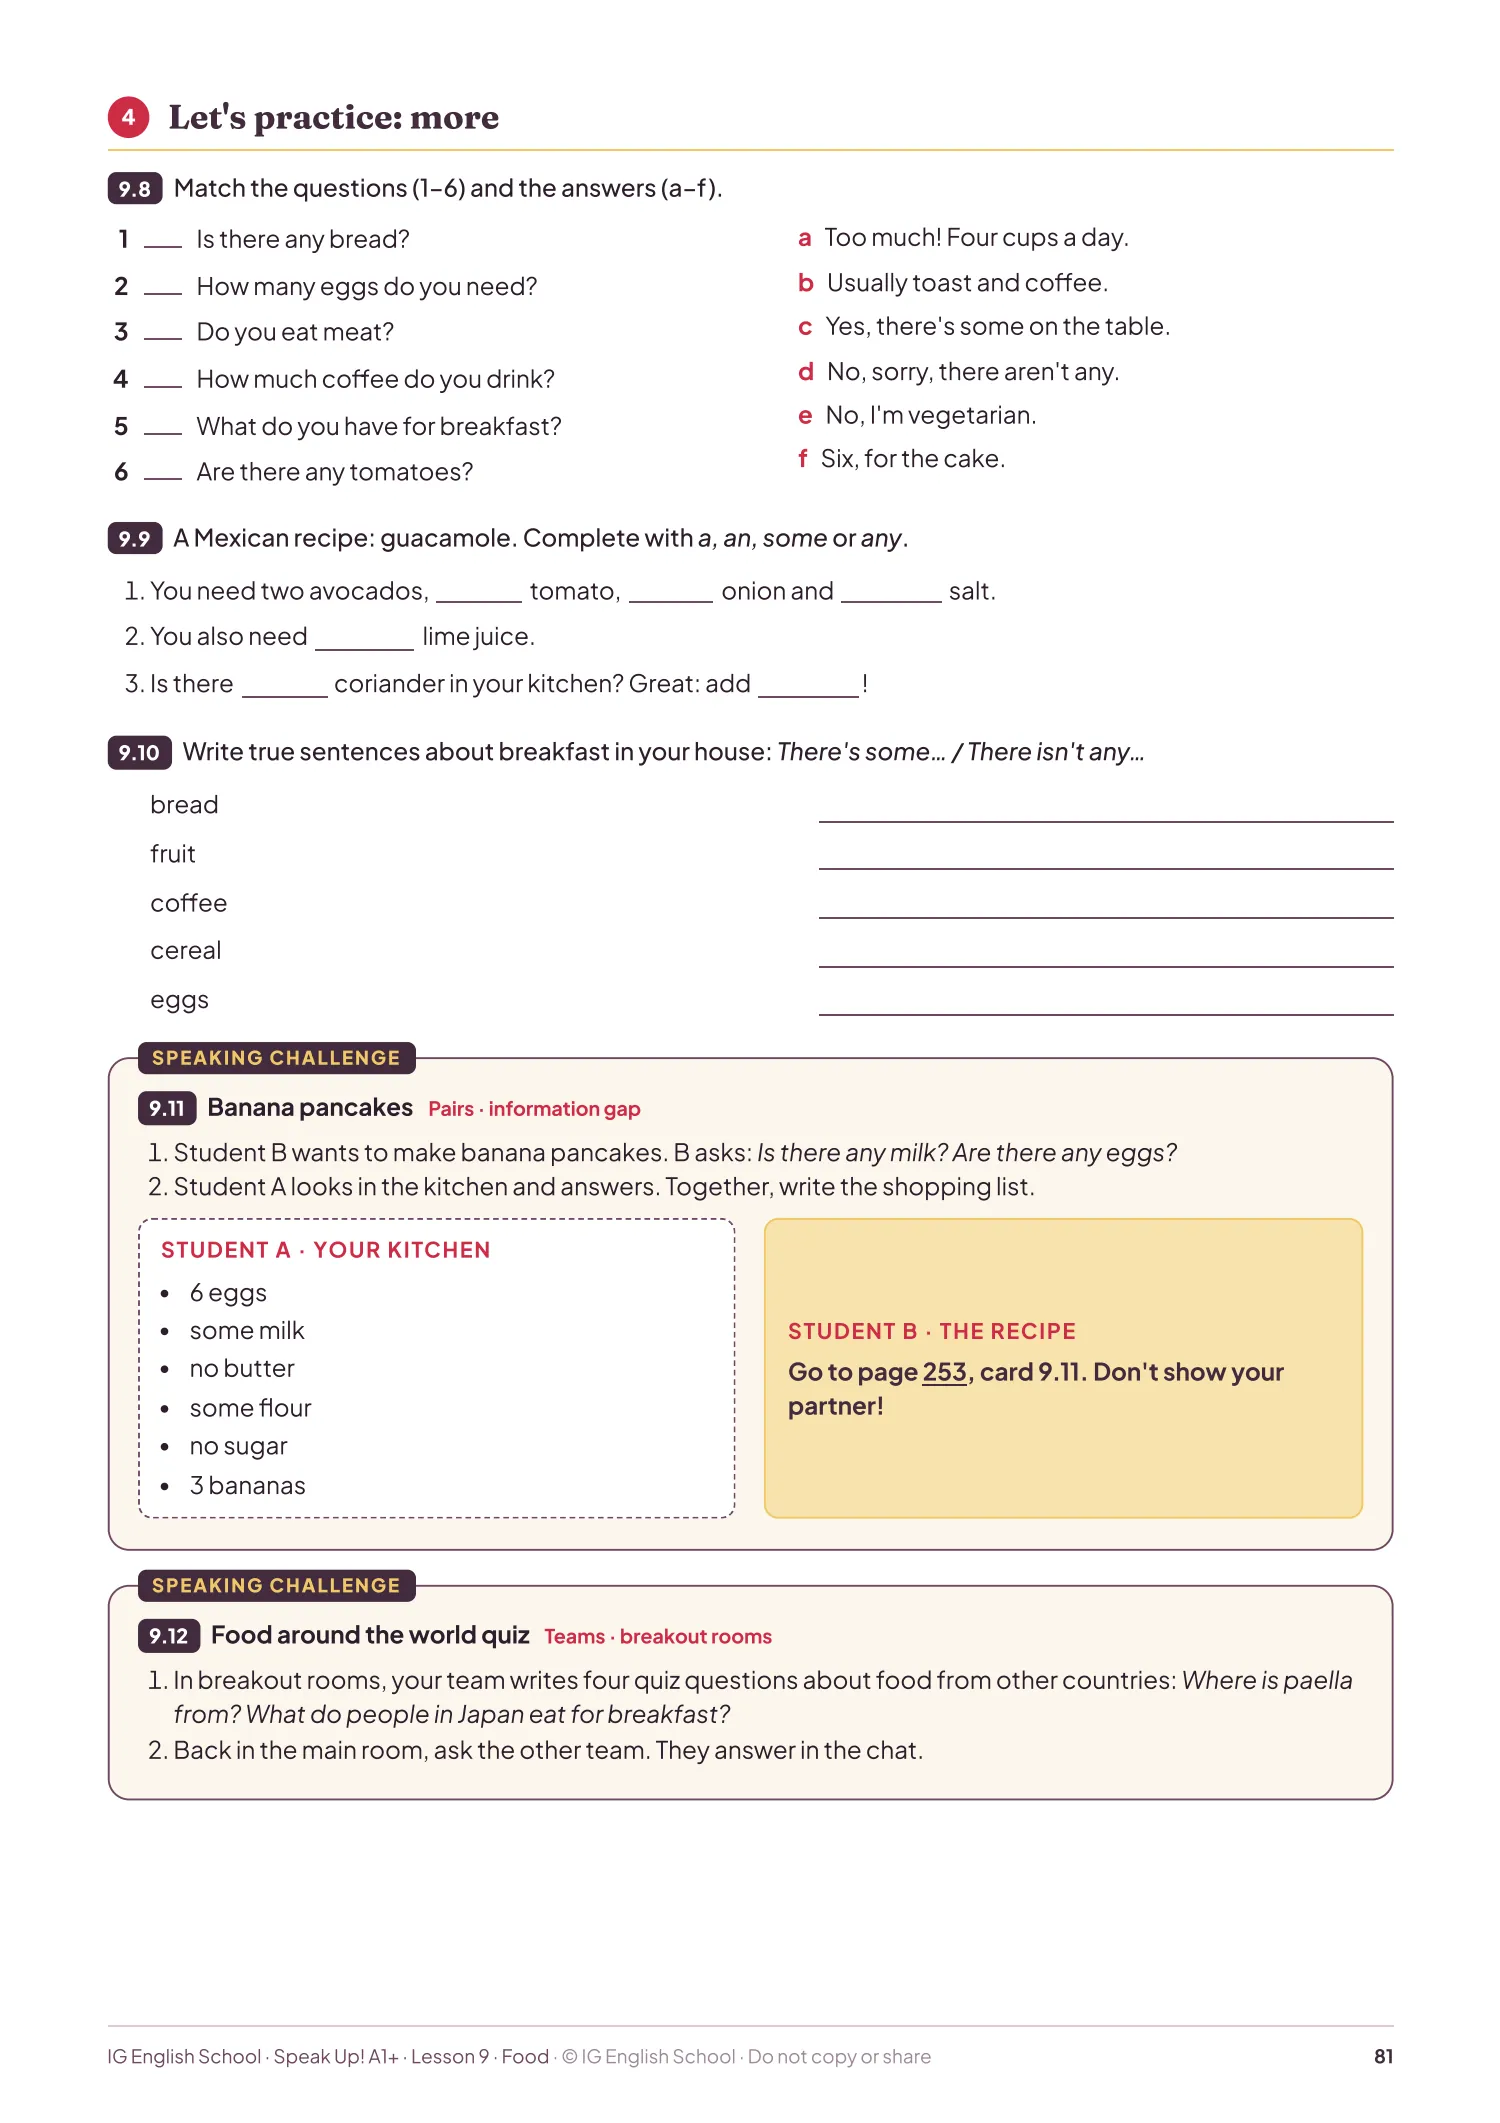 4 Let's practice: more
9.8 Match the questions (1–6) and the answers (a–f).
1 ___ Is there any bread?
2 ___ How many eggs do you need?
3 ___ Do you eat meat?
4 ___ How much coffee do you drink?
5 ___ What do you have for breakfast?
6 ___ Are there any tomatoes?
a Too much! Four cups a day.
b Usually toast and coffee.
c Yes, there's some on the table.
d No, sorry, there aren't any.
e No, I'm vegetarian.
f Six, for the cake.
9.9 A Mexican recipe: guacamole. Complete with a, an, some or any.
1. You need two avocados, ______ tomato, ______ onion and _______ salt.
2. You also need _______ lime juice.
3. Is there ______ coriander in your kitchen? Great: add _______!
9.10 Write true sentences about breakfast in your house: There's some… / There isn't any…
bread
fruit
coffee
cereal
eggs
SPEAKING CHALLENGE
9.11 Banana pancakes Pairs · information gap
1. Student B wants to make banana pancakes. B asks: Is there any milk? Are there any eggs?
2. Student A looks in the kitchen and answers. Together, write the shopping list.
STUDENT A · YOUR KITCHEN
• 6 eggs
• some milk
• no butter
• some flour
• no sugar
• 3 bananas
STUDENT B · THE RECIPE
Go to page 253, card 9.11. Don't show your
partner!
SPEAKING CHALLENGE
9.12 Food around the world quiz Teams · breakout rooms
1. In breakout rooms, your team writes four quiz questions about food from other countries: Where is paella
from? What do people in Japan eat for breakfast?
2. Back in the main room, ask the other team. They answer in the chat.
IG English School · Speak Up! A1+ · Lesson 9 · Food · © IG English School · Do not copy or share 81